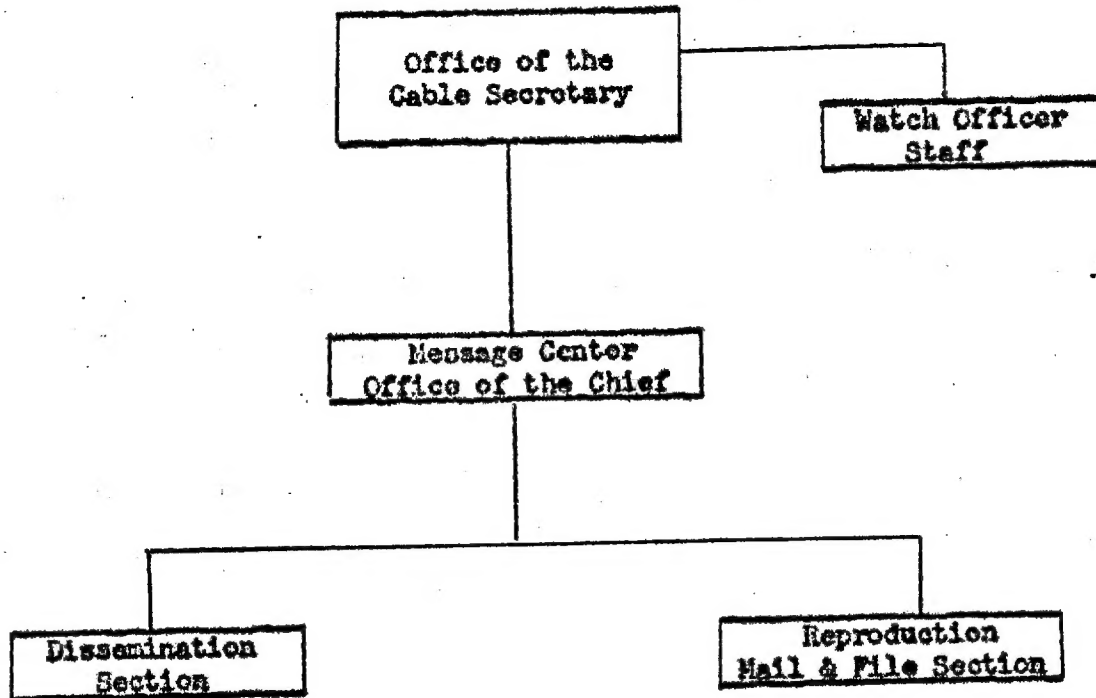 Office of the
Cable Secretary
Watch Officer
Staff
Message Center
Office of the Chief
Dissemination
Section
Reproduction
Mail & File Section